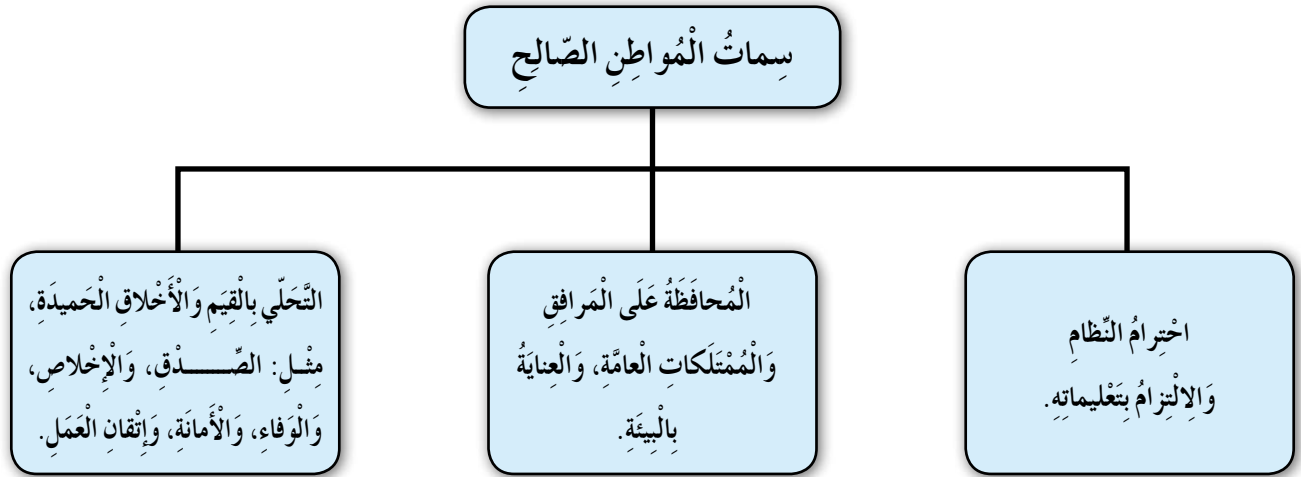 سِماتُ الْمُواطِنِ الصّالِحِ
احْتِرامُ النِّظامِ
وَالِالْتِزامُ بِتَعْليماتِهِ.
الْمُحافَظَةُ عَلَى الْمَرافِقِ
وَالْمُمْتَلَكاتِ الْعامَّةِ، وَالْعِنايَةُ
بِالْبِيئَةِ.
التَّحَلّي بِالْقِيَمِ وَالْأَخْلاقِ الْحَميدَةِ،
مِثْلِ: الصِّدْقِ، وَالْإِخْلاصِ،
وَالْوَفاءِ، وَالْأَمانَةِ، وَإِتْقانِ الْعَمَلِ.